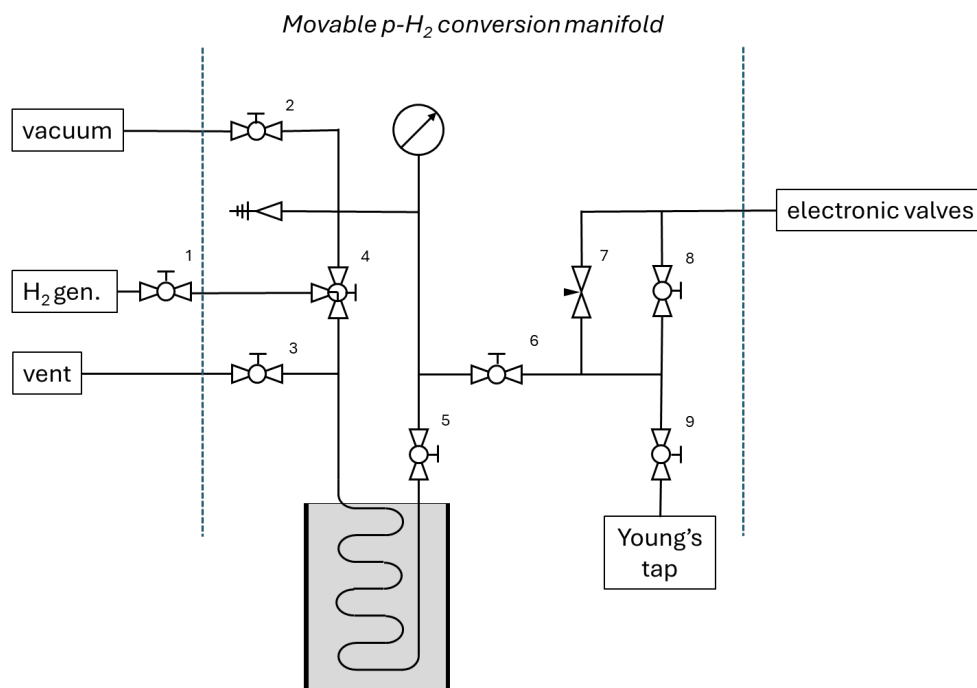 Movable p-H₂ conversion manifold
vacuum
2
electronic valves
1
H₂ gen.
4
7
8
vent
3
6
5
9
Young's
tap